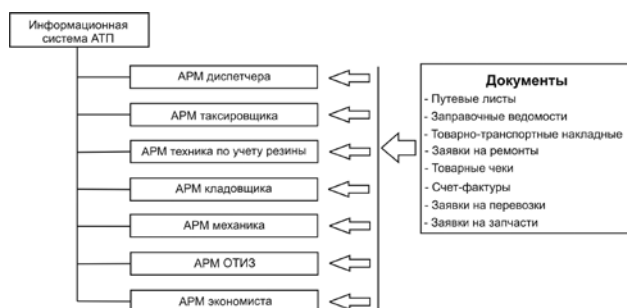 Информационная
система АТП
АРМ диспетчера
АРМ таксировщика
АРМ техника по учету резины
АРМ кладовщика
АРМ механика
АРМ ОТИЗ
АРМ экономиста
Документы
- Путевые листы
- Заправочные ведомости
- Товарно-транспортные накладные
- Заявки на ремонты
- Товарные чеки
- Счет-фактуры
- Заявки на перевозки
- Заявки на запчасти